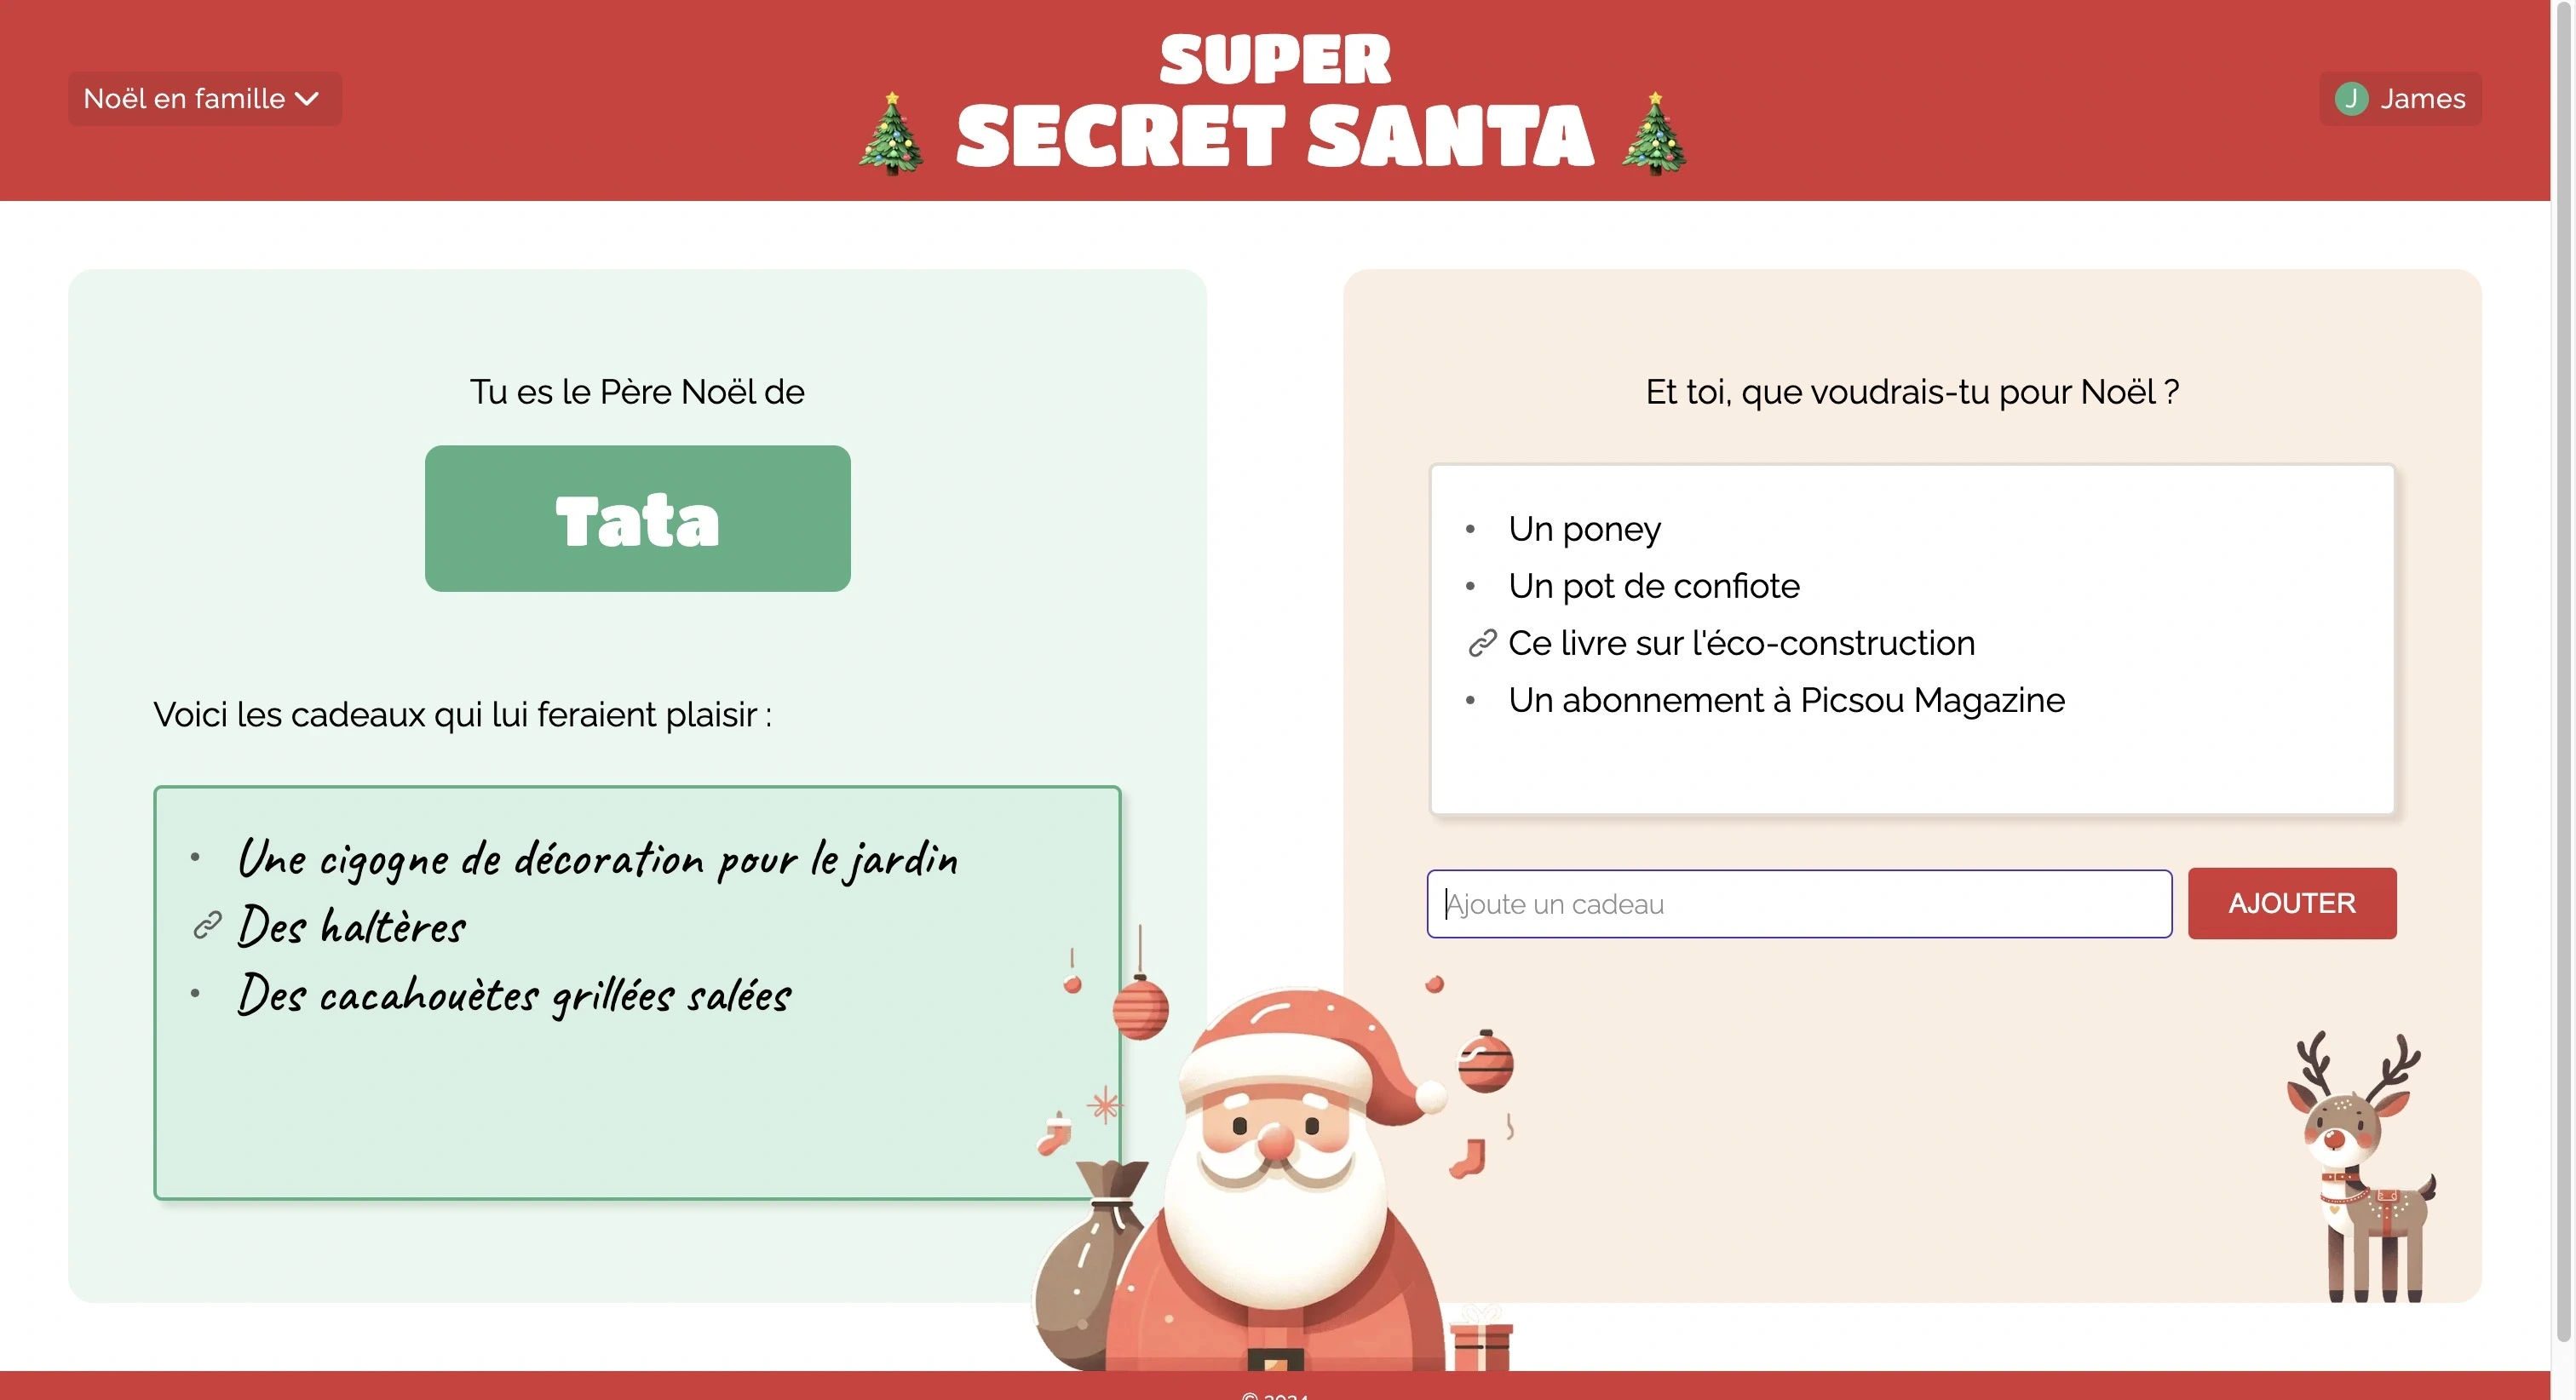 SUPER
SECRET SANTA
Noël en famille
J James
Tu es le Père Noël de
Tata
Voici les cadeaux qui lui feraient plaisir :
Une cigogne de décoration pour le jardin
Des haltères
Des cacahouètes grillées salées
Et toi, que voudrais-tu pour Noël ?
Un poney
Un pot de confiote
Ce livre sur l'éco-construction
Un abonnement à Picsou Magazine
Ajoute un cadeau
AJOUTER
© 2024